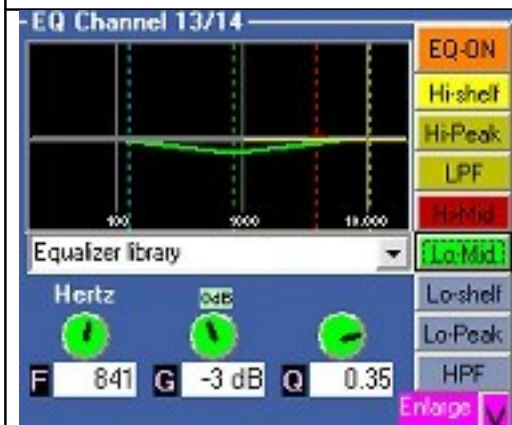 EQ Channel 13/14
EQ-ON
Hi-shelf
Hi-Peak
LPF
Hi-Mid
100 1000 10.000
Equalizer library
Lo-Mid
Hertz 0dB
Lo-shelf
Lo-Peak
F 841 G -3 dB Q 0.35
HPF
Enlarge V